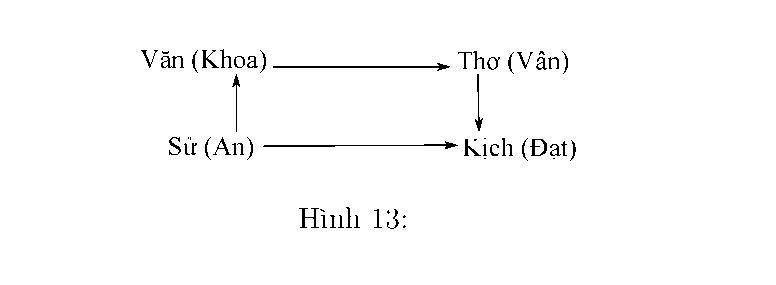 Văn (Khoa) Thơ (Vân)
Sử (An) Kịch (Đạt)
Hình 13: